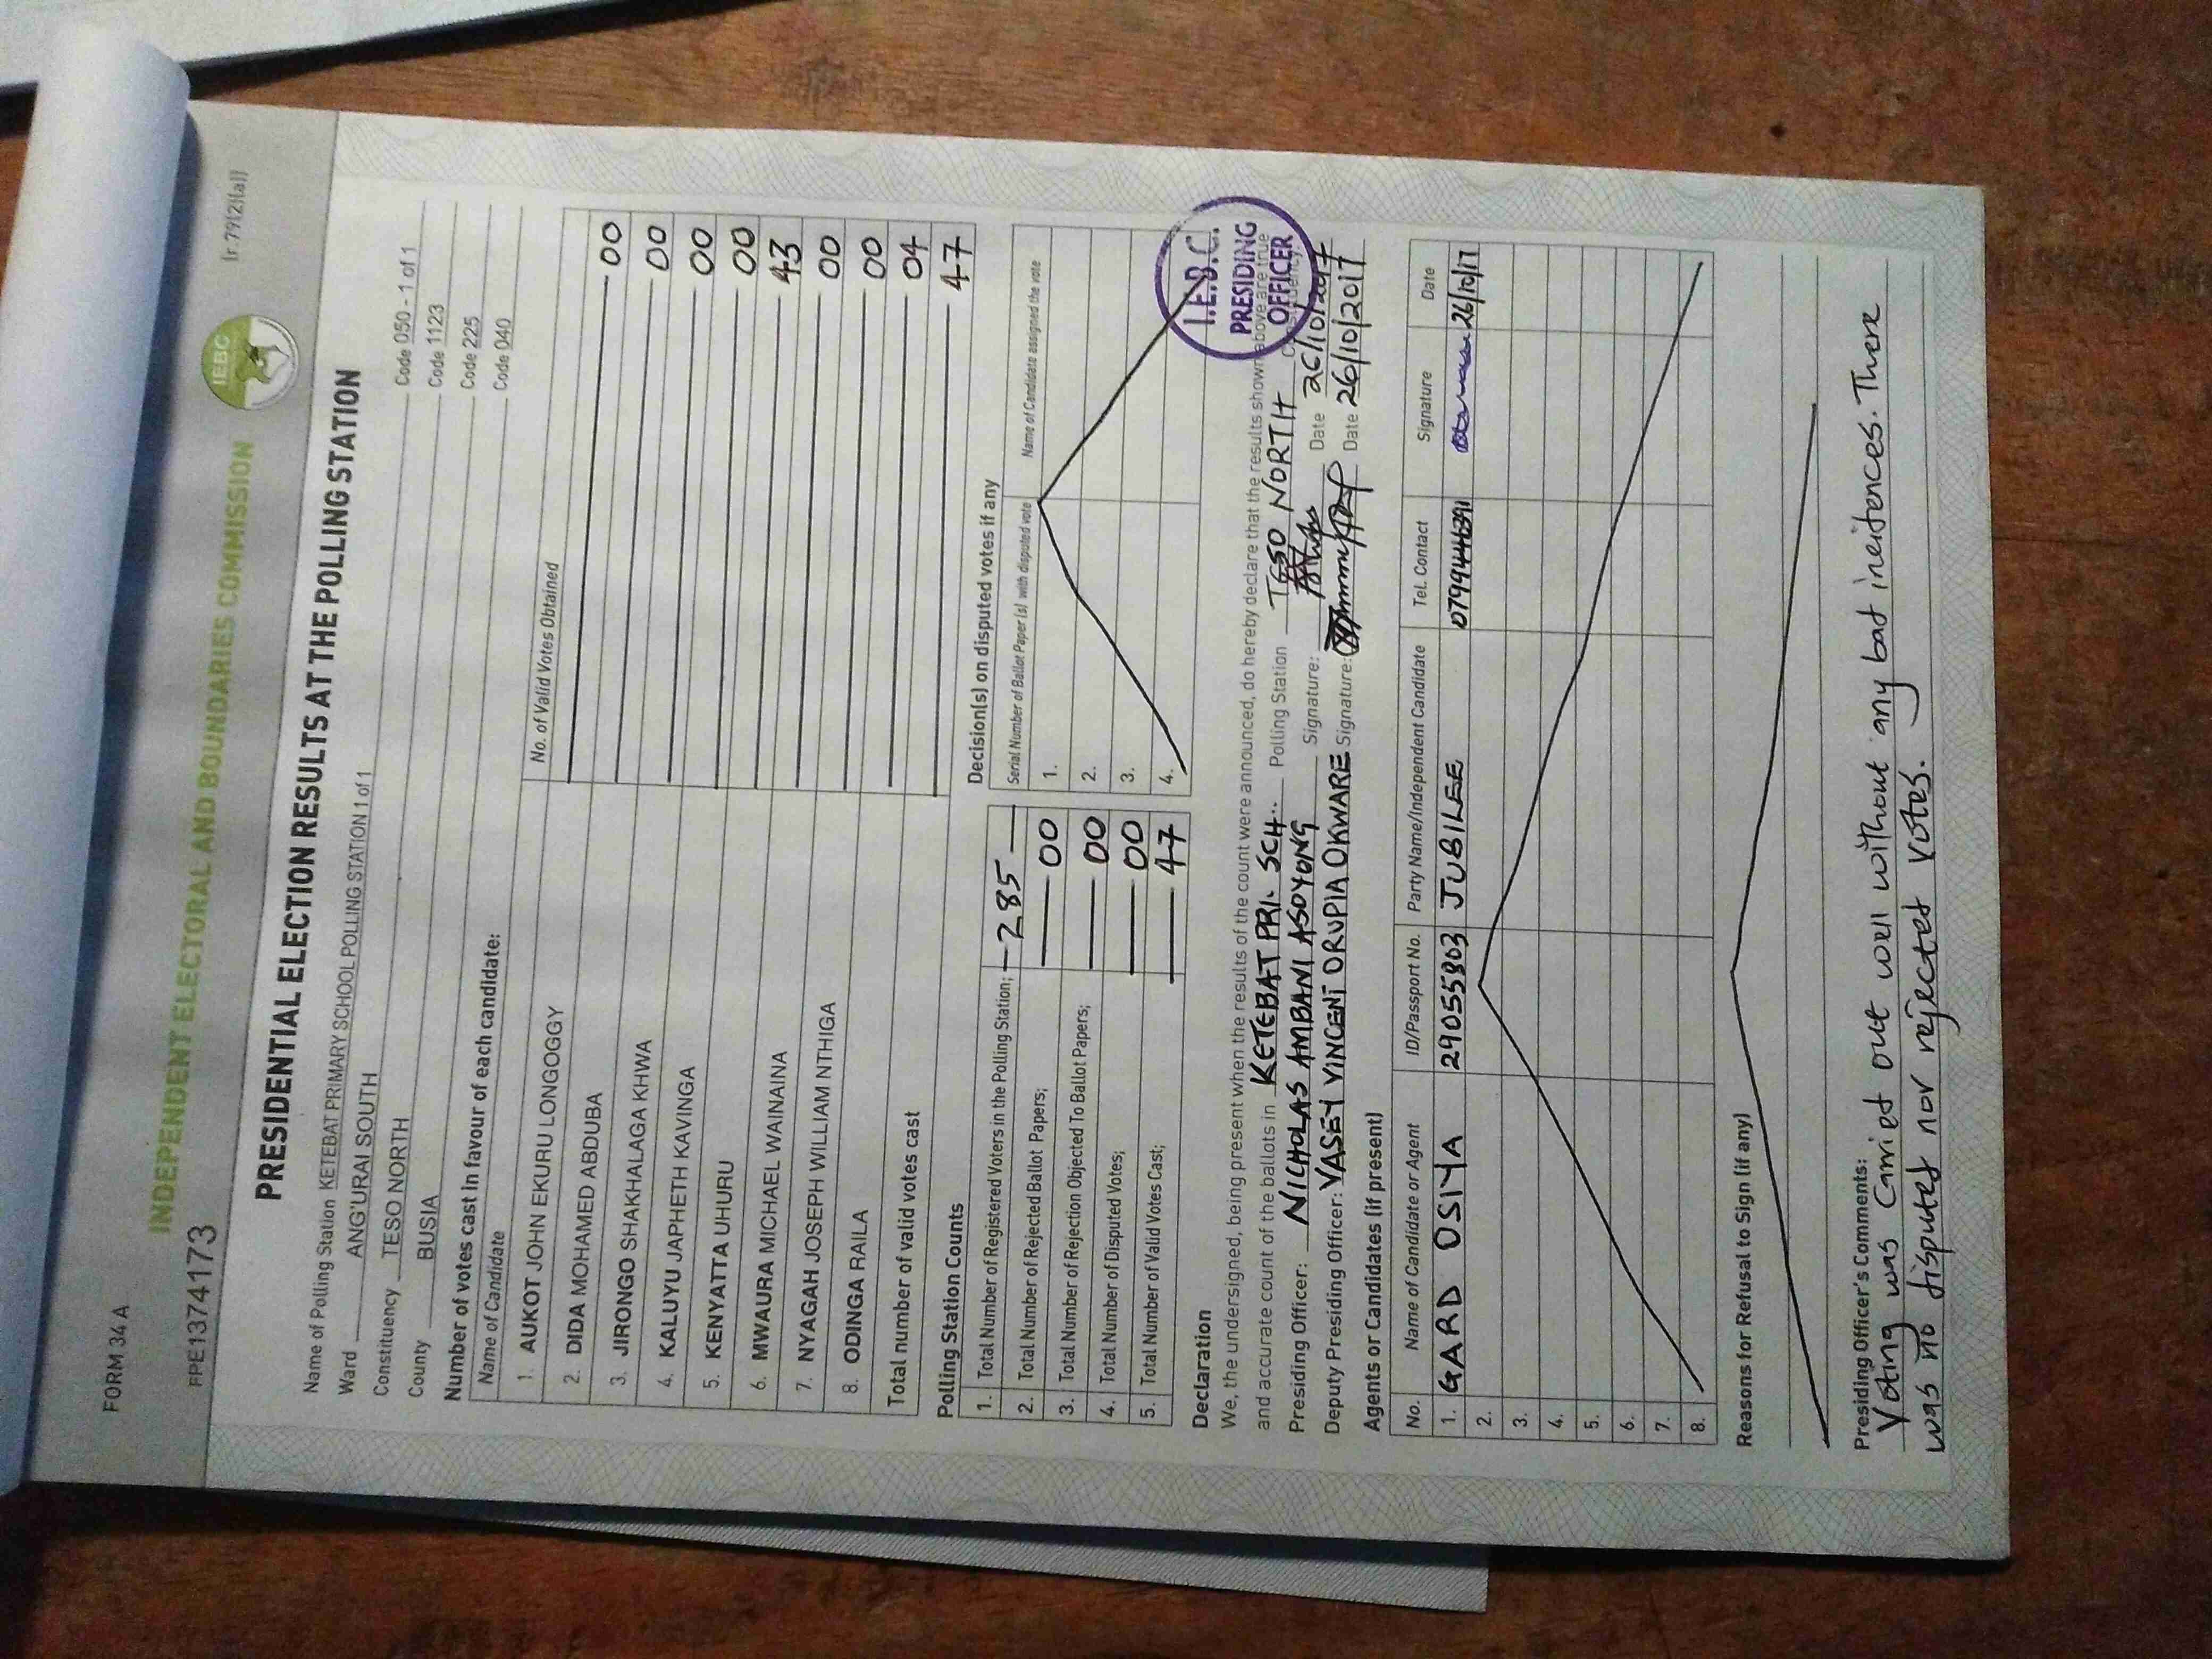 FORM 34 A
(r 79(2)(a))
INDEPENDENT ELECTORAL AND BOUNDARIES COMMISSION
IEBC
PPE1374173
PRESIDENTIAL ELECTION RESULTS AT THE POLLING STATION
Name of Polling Station KETEBAT PRIMARY SCHOOL POLLING STATION 1 of 1 Code 050 - 1 of 1
Ward ANG'URAI SOUTH Code 1123
Constituency TESO NORTH Code 225
County BUSIA Code 040
Number of votes cast in favour of each candidate:
Name of Candidate No. of Valid Votes Obtained
1. AUKOT JOHN EKURU LONGOGGY 00
2. DIDA MOHAMED ABDUBA 00
3. JIRONGO SHAKHALAGA KHWA 00
4. KALUYU JAPHETH KAVINGA 00
5. KENYATTA UHURU 43
6. MWAURA MICHAEL WAINAINA 00
7. NYAGAH JOSEPH WILLIAM NTHIGA 00
8. ODINGA RAILA 04
Total number of valid votes cast 47
Polling Station Counts
1. Total Number of Registered Voters in the Polling Station; 285
2. Total Number of Rejected Ballot Papers; 00
3. Total Number of Rejection Objected To Ballot Papers; 00
4. Total Number of Disputed Votes; 00
5. Total Number of Valid Votes Cast; 47
Decision(s) on disputed votes if any
Serial Number of Ballot Paper(s) with disputed vote Name of Candidate assigned the vote
1.
2.
3.
4.
I.E.B.C.
PRESIDING
OFFICER
Declaration
We, the undersigned, being present when the results of the count were announced, do hereby declare that the results shown above are true
and accurate count of the ballots in KETEBAT PRI. SCH.. Polling Station TESO NORTH
Presiding Officer: NICHOLAS AMBANI ASOYONG Signature: Date 26/10/2017
Deputy Presiding Officer: VASEY VINCENT ORUPIA OKWARE Signature: Date 26/10/2017
Agents or Candidates (if present)
No. Name of Candidate or Agent ID/Passport No. Party Name/Independent Candidate Tel. Contact Signature Date
1. GARD OSIYA 29055803 JUBILEE 26/10/17
2.
3.
4.
5.
6.
7.
8.
Reasons for Refusal to Sign (if any)
Presiding Officer's Comments:
Voting was carried out well without any bad incidences. There
was no disputed nor rejected votes.